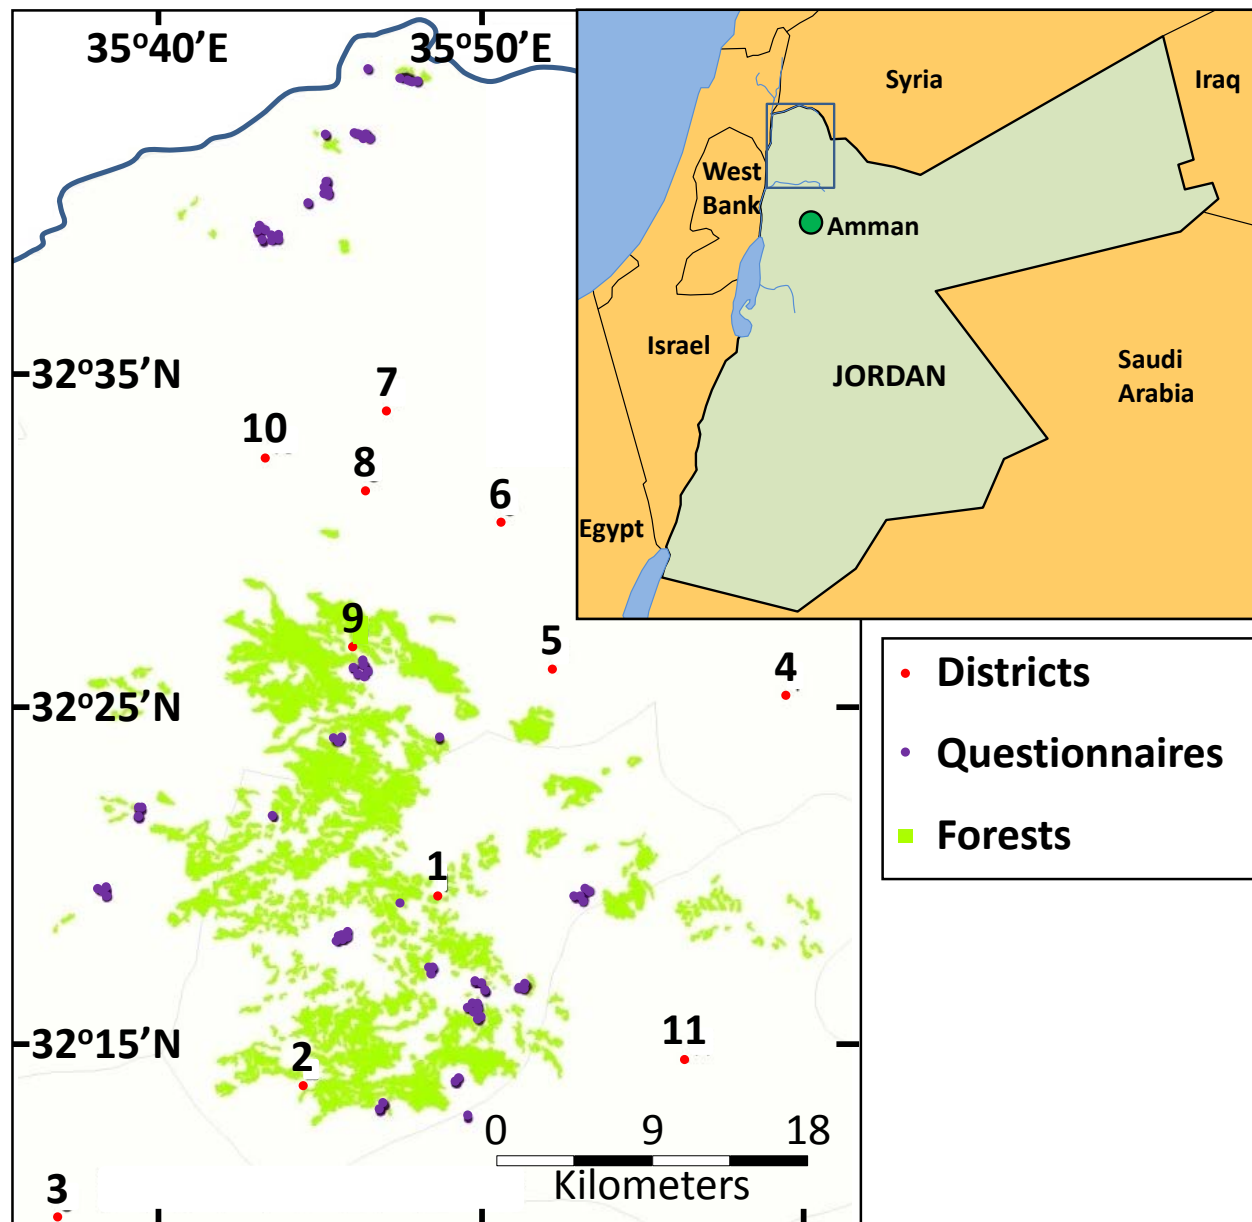 35°40'E
35°50'E
Syria
Iraq
West
Bank
Amman
Israel
JORDAN
Saudi
Arabia
Egypt
32°35'N
7
10
8
6
9
5
4
32°25'N
1
32°15'N
11
2
3
0 9 18
Kilometers
Districts
Questionnaires
Forests